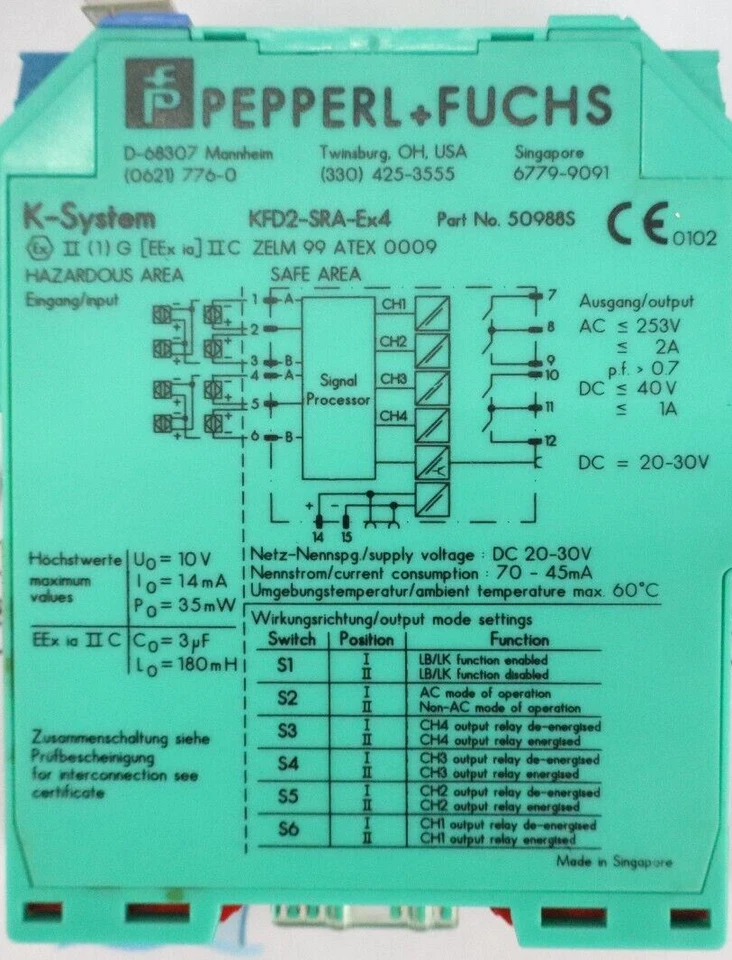 PEPPERL+FUCHS
D-68307 Mannheim Twinsburg, OH, USA Singapore
(0621) 776-0 (330) 425-3555 6779-9091
K-System KFD2-SRA-Ex4 Part No. 50988S CE 0102
Ex II (1) G [EEx ia] IIC ZELM 99 ATEX 0009
HAZARDOUS AREA SAFE AREA
Eingang/input
1 A
2
3 B
4 A
5
6 B
Signal
Processor
CH1
CH2
CH3
CH4
7
8
9
10
11
12
+ -
14 15
Ausgang/output
AC ≤ 253V
≤ 2A
p.f. > 0.7
DC ≤ 40V
≤ 1A
DC = 20-30V
Höchstwerte
maximum
values
Uo = 10V
Io = 14mA
Po = 35mW
EEx ia IIC Co = 3µF
Lo = 180mH
Netz-Nennspg./supply voltage : DC 20-30V
Nennstrom/current consumption : 70 - 45mA
Umgebungstemperatur/ambient temperature max. 60°C
Wirkungsrichtung/output mode settings
Switch Position Function
S1 I LB/LK function enabled
II LB/LK function disabled
S2 I AC mode of operation
II Non-AC mode of operation
S3 I CH4 output relay de-energised
II CH4 output relay energised
S4 I CH3 output relay de-energised
II CH3 output relay energised
S5 I CH2 output relay de-energised
II CH2 output relay energised
S6 I CH1 output relay de-energised
II CH1 output relay energised
Zusammenschaltung siehe
Prüfbescheinigung
for interconnection see
certificate
Made in Singapore